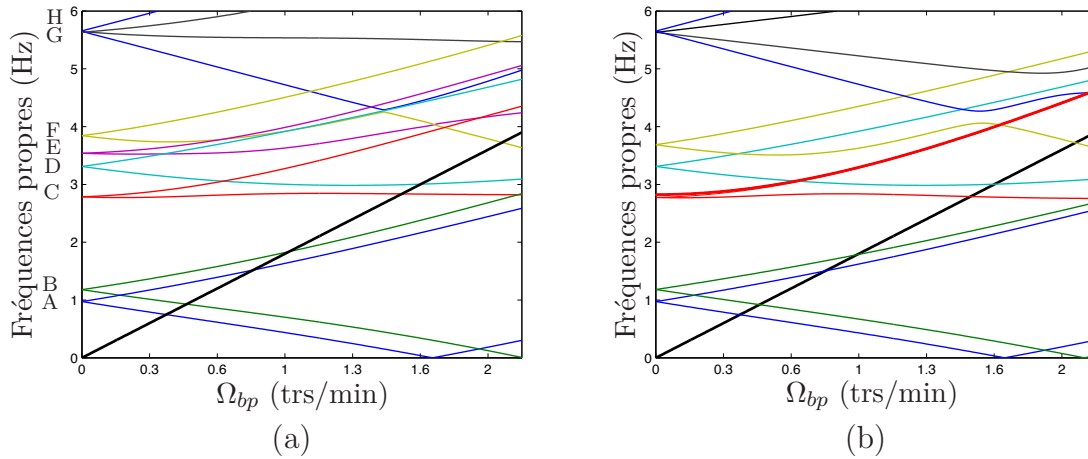 Fréquences propres (Hz)
H
G
F
E
D
C
B
A
6
5
4
3
2
1
0
0 0.3 0.6 1 1.3 1.6 2
Ω_bp (trs/min)
(a)
Fréquences propres (Hz)
6
5
4
3
2
1
0
0 0.3 0.6 1 1.3 1.6 2
Ω_bp (trs/min)
(b)